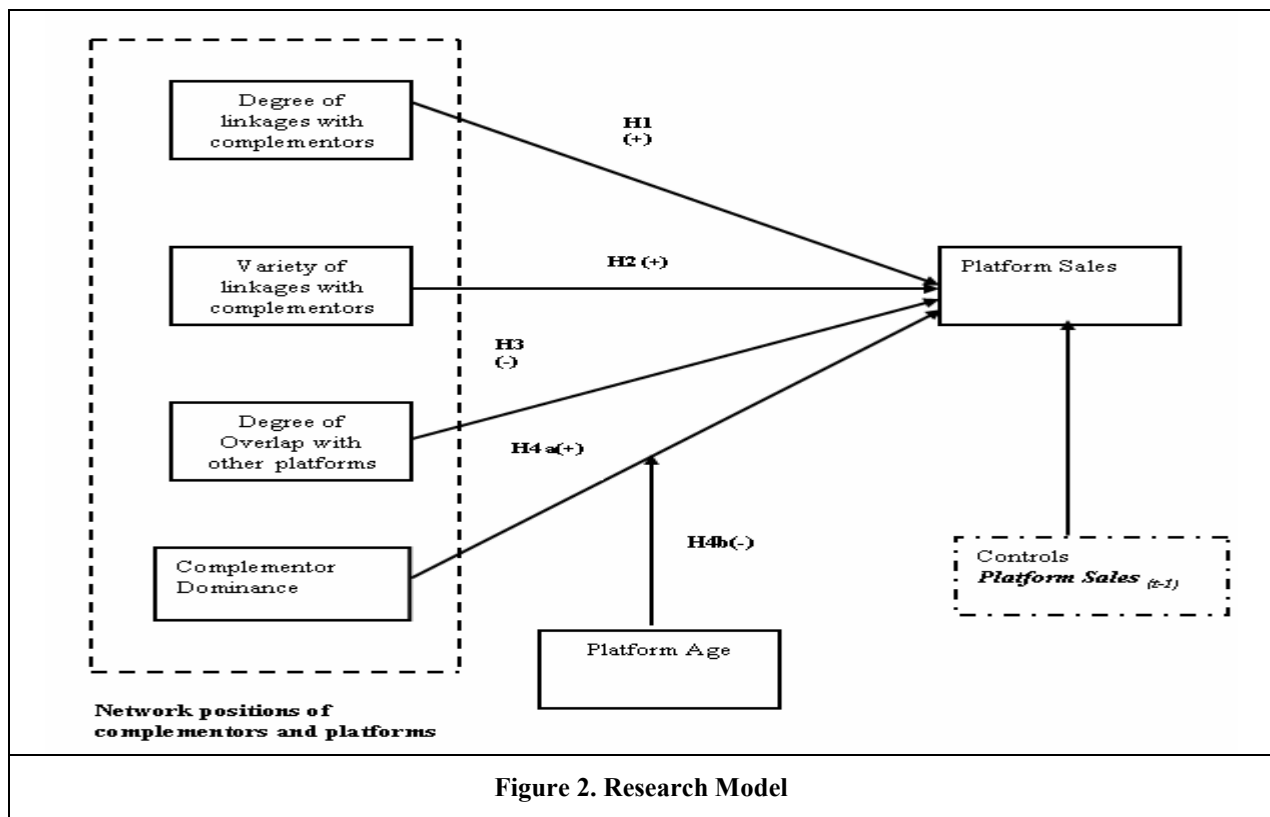 Degree of
linkages with
complementors
H1
(+)
Variety of
linkages with
complementors
H2 (+)
Platform Sales
H3
(-)
Degree of
Overlap with
other platforms
H4 a(+)
H4b(-)
Complementor
Dominance
Controls
Platform Sales (t-1)
Platform Age
Network positions of
complementors and platforms
Figure 2. Research Model